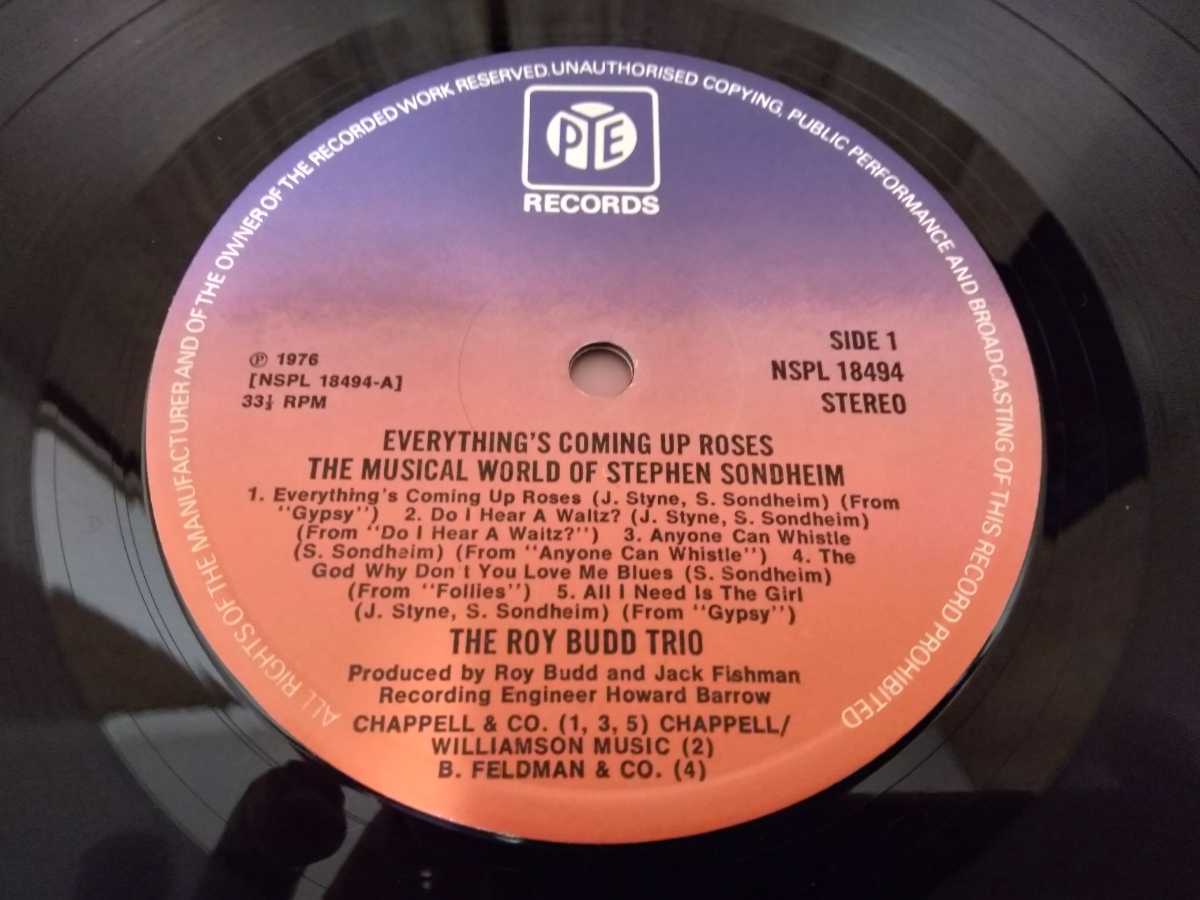 ALL RIGHTS OF THE MANUFACTURER AND OF THE OWNER OF THE RECORDED WORK RESERVED. UNAUTHORISED COPYING, PUBLIC PERFORMANCE AND BROADCASTING OF THIS RECORD PROHIBITED
PYE
RECORDS
℗ 1976
[NSPL 18494-A]
33⅓ RPM
SIDE 1
NSPL 18494
STEREO
EVERYTHING'S COMING UP ROSES
THE MUSICAL WORLD OF STEPHEN SONDHEIM
1. Everything's Coming Up Roses (J. Styne, S. Sondheim) (From
"Gypsy") 2. Do I Hear A Waltz? (J. Styne, S. Sondheim)
(From "Do I Hear A Waltz?") 3. Anyone Can Whistle
(S. Sondheim) (From "Anyone Can Whistle") 4. The
God Why Don't You Love Me Blues (S. Sondheim)
(From "Follies") 5. All I Need Is The Girl
(J. Styne, S. Sondheim) (From "Gypsy")
THE ROY BUDD TRIO
Produced by Roy Budd and Jack Fishman
Recording Engineer Howard Barrow
CHAPPELL & CO. (1, 3, 5) CHAPPELL/
WILLIAMSON MUSIC (2)
B. FELDMAN & CO. (4)